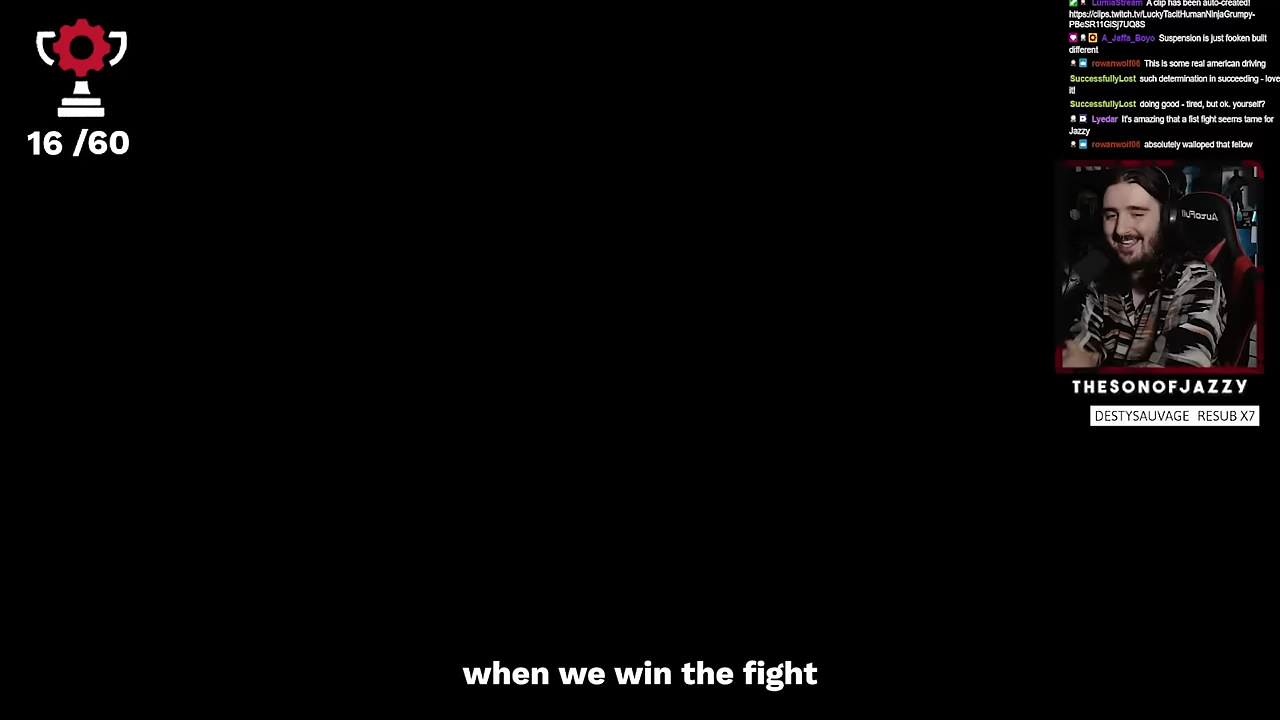 16 /60
LumiaStream A clip has been auto-created!
https://clips.twitch.tv/LuckyTacitHumanNinjaGrumpy-
PBeSR11GiSj7UQ8S
A_Jaffa_Boyo Suspension is just fooken built
different
rowanwolf06 This is some real american driving
SuccessfullyLost such determination in succeeding - love
it!
SuccessfullyLost doing good - tired, but ok. yourself?
Lyedar It's amazing that a fist fight seems tame for
Jazzy
rowanwolf06 absolutely walloped that fellow
AutoFull
THESONOFJAZZY
DESTYSAUVAGE RESUB X7
when we win the fight